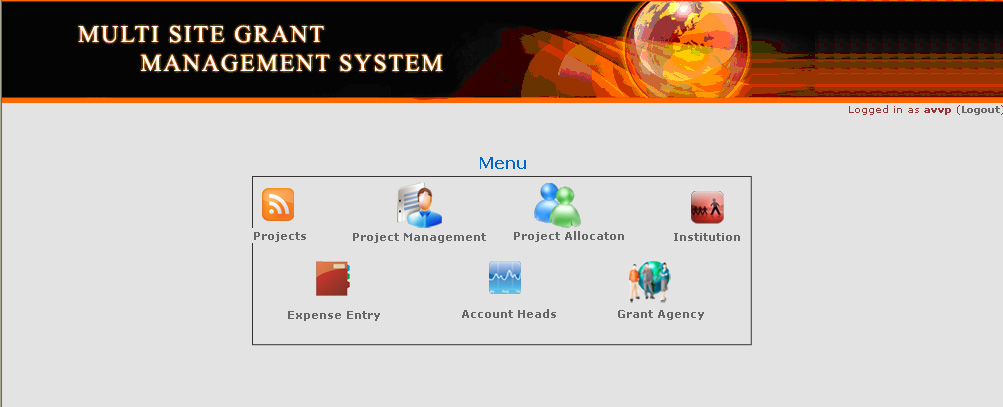 MULTI SITE GRANT
MANAGEMENT SYSTEM
Logged in as avvp (Logout)
Menu
Projects
Project Management
Project Allocaton
Institution
Expense Entry
Account Heads
Grant Agency